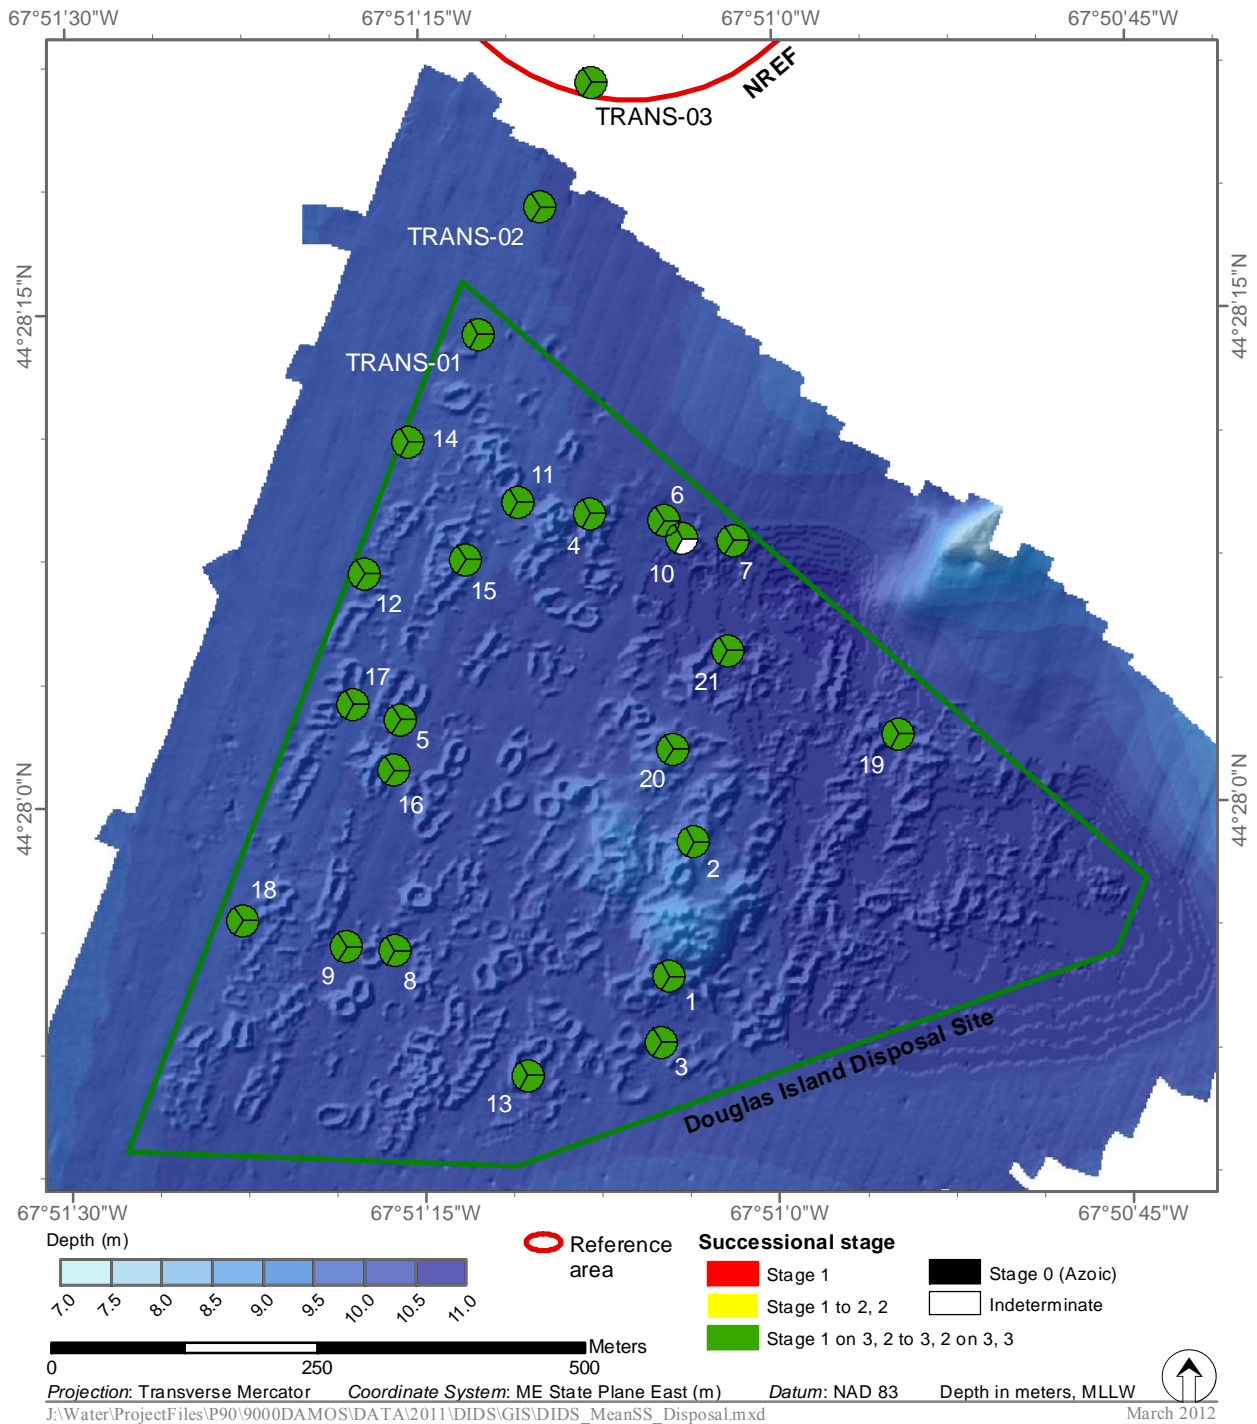 67°51'30"W 67°51'15"W 67°51'0"W 67°50'45"W
NREF
TRANS-03
TRANS-02
44°28'15"N 44°28'15"N
TRANS-01
14
11
6
4
10
7
15
12
21
17
5
19
20
16
44°28'0"N 44°28'0"N
2
18
9
8
1
3
13
Douglas Island Disposal Site
67°51'30"W 67°51'15"W 67°51'0"W 67°50'45"W
Depth (m)
7.0 7.5 8.0 8.5 9.0 9.5 10.0 10.5 11.0
Reference
area
Successional stage
Stage 1
Stage 1 to 2, 2
Stage 1 on 3, 2 to 3, 2 on 3, 3
Stage 0 (Azoic)
Indeterminate
Meters
0 250 500
Projection: Transverse Mercator Coordinate System: ME State Plane East (m) Datum: NAD 83 Depth in meters, MLLW
J:\Water\ProjectFiles\P90\9000DAMOS\DATA\2011\DIDS\GIS\DIDS_MeanSS_Disposal.mxd March 2012